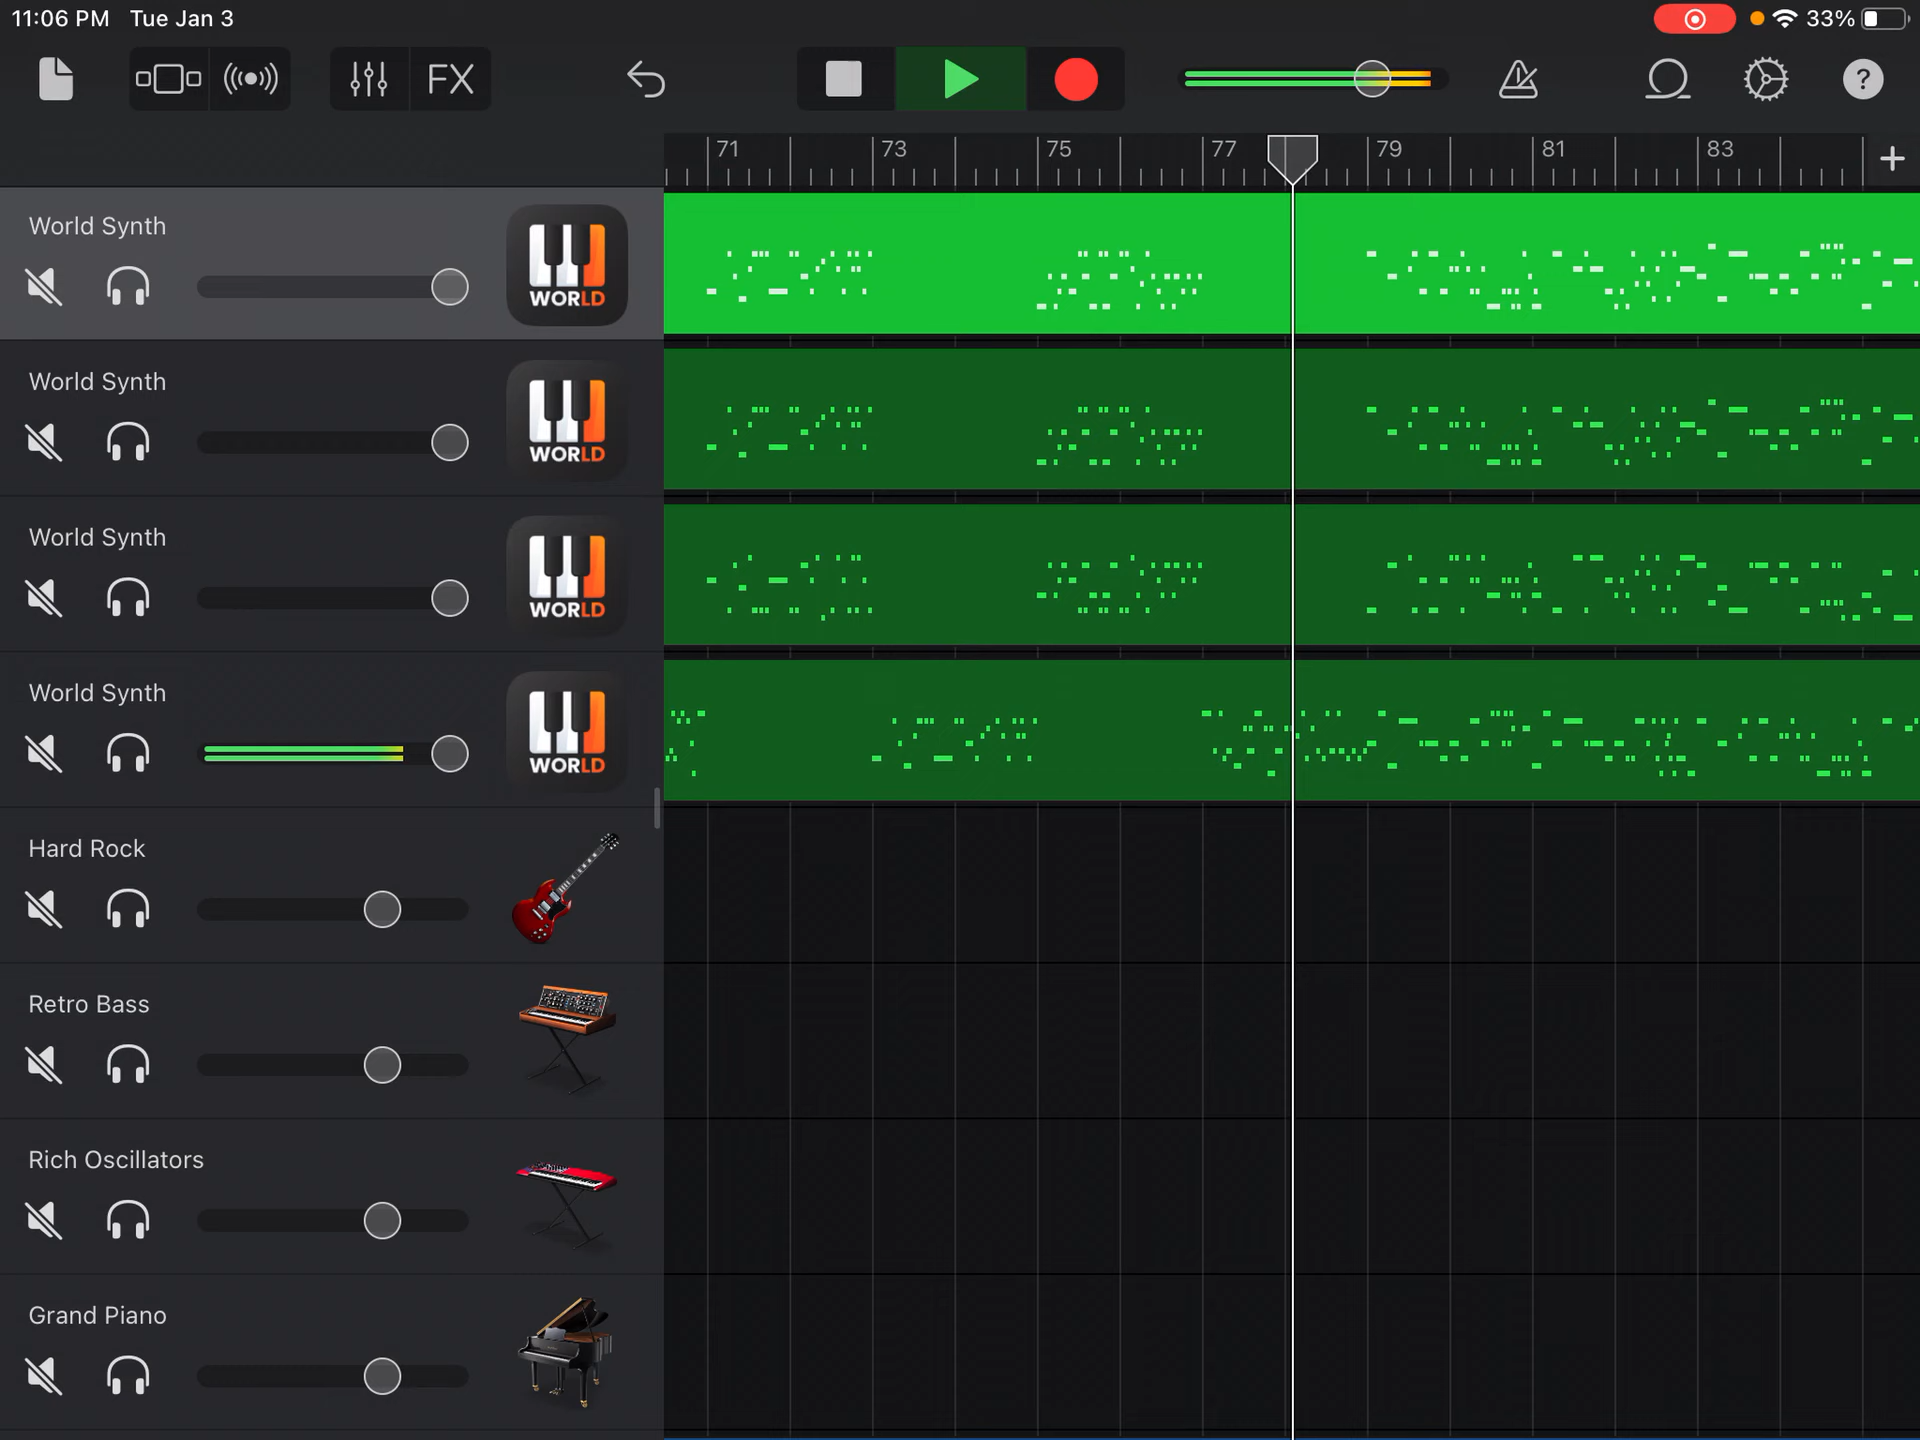 11:06 PM Tue Jan 3
33%
FX
?
71 73 75 77 79 81 83
World Synth
WORLD
World Synth
WORLD
World Synth
WORLD
World Synth
WORLD
Hard Rock
Retro Bass
Rich Oscillators
Grand Piano